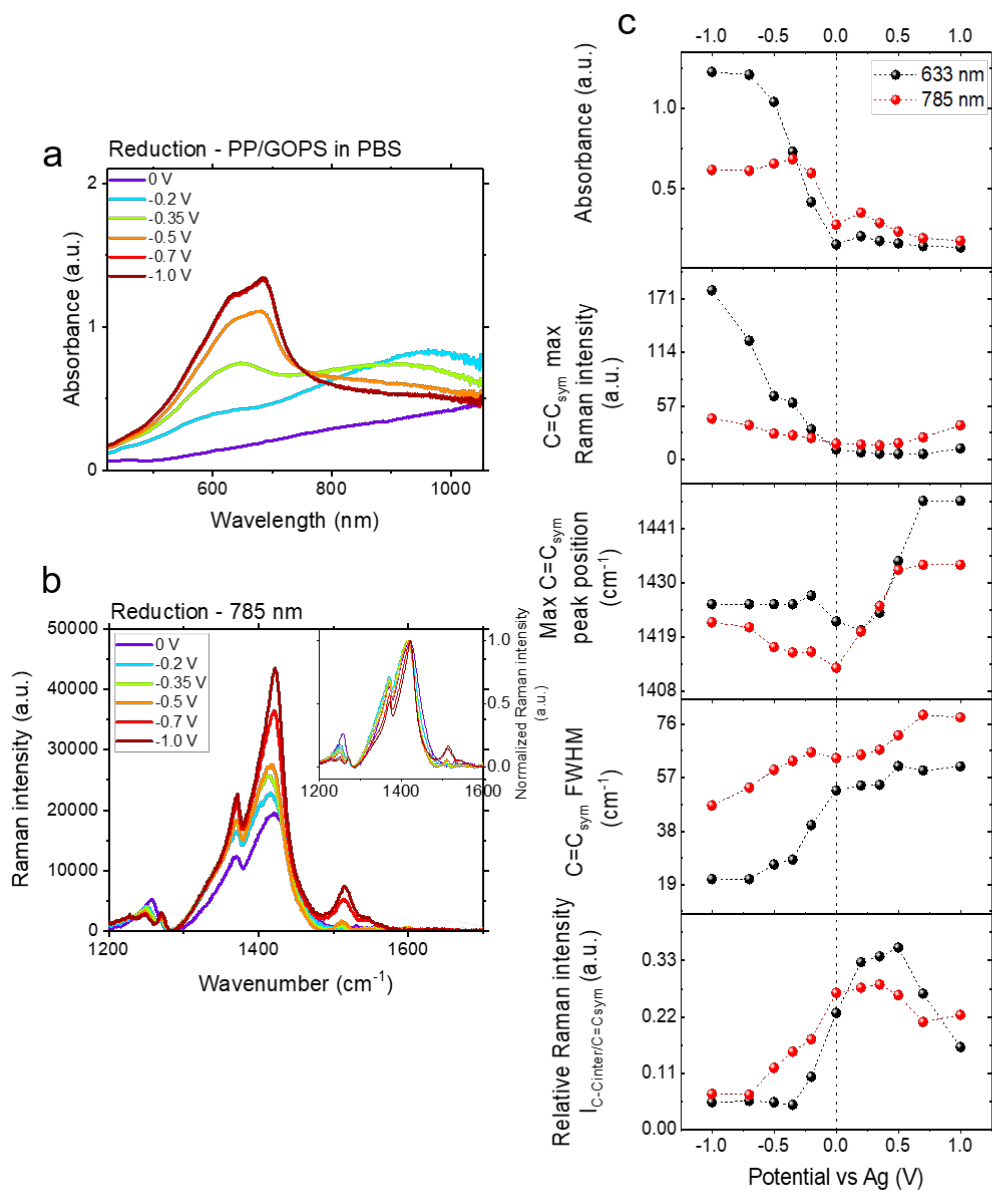 a
Reduction - PP/GOPS in PBS
0 V
-0.2 V
-0.35 V
-0.5 V
-0.7 V
-1.0 V
2
1
0
Absorbance (a.u.)
600 800 1000
Wavelength (nm)
b
Reduction - 785 nm
0 V
-0.2 V
-0.35 V
-0.5 V
-0.7 V
-1.0 V
50000
40000
30000
20000
10000
0
Raman intensity (a.u.)
1200 1400 1600
Wavenumber (cm-1)
1.0
0.5
0.0
Normalized Raman intensity
(a.u.)
1200 1400 1600
c
-1.0 -0.5 0.0 0.5 1.0
633 nm
785 nm
1.0
0.5
Absorbance (a.u.)
171
114
57
0
C=Csym max
Raman intensity
(a.u.)
1441
1430
1419
1408
Max C=Csym
peak position
(cm-1)
76
57
38
19
C=Csym FWHM
(cm-1)
0.33
0.22
0.11
0.00
Relative Raman intensity
IC-Cinter/C=Csym (a.u.)
-1.0 -0.5 0.0 0.5 1.0
Potential vs Ag (V)